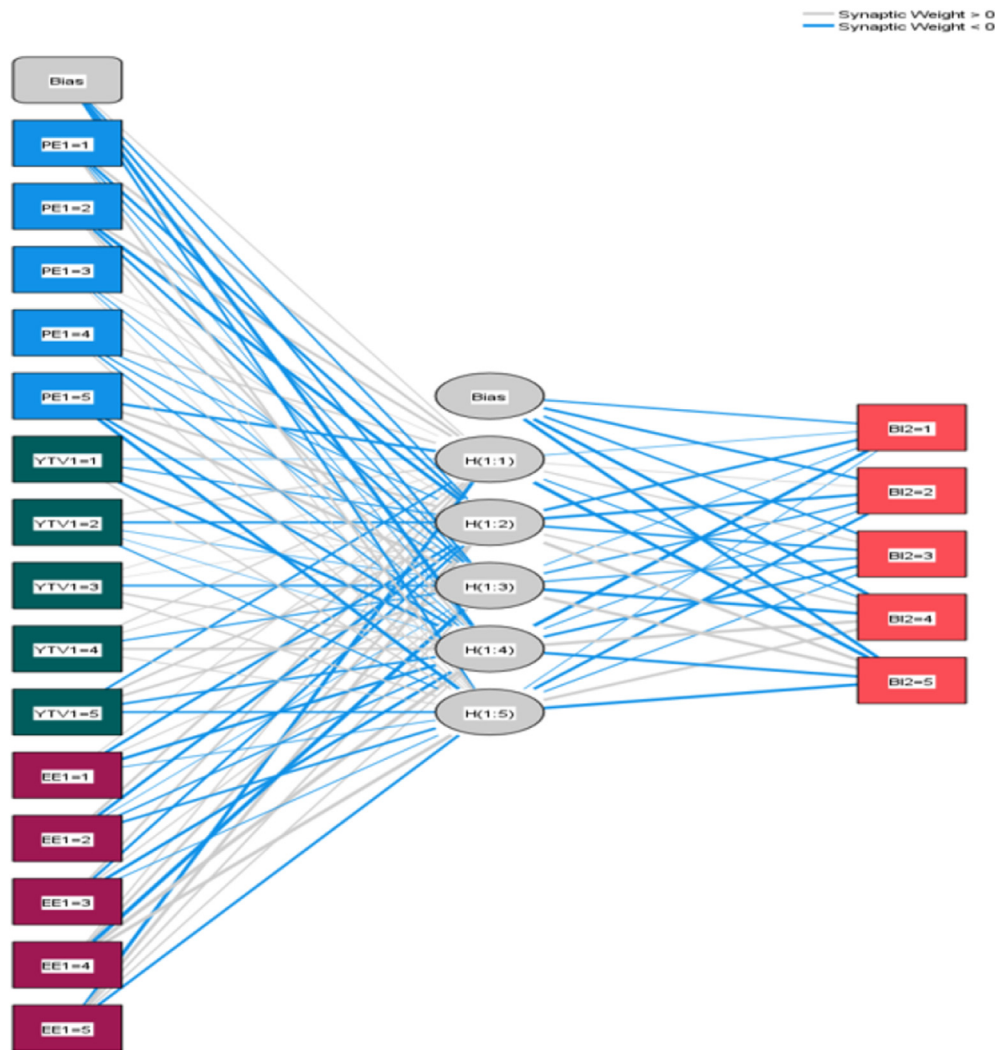 Synaptic Weight > 0
Synaptic Weight < 0
Bias
PE1=1
PE1=2
PE1=3
PE1=4
PE1=5
YTV1=1
YTV1=2
YTV1=3
YTV1=4
YTV1=5
EE1=1
EE1=2
EE1=3
EE1=4
EE1=5
Bias
H(1:1)
H(1:2)
H(1:3)
H(1:4)
H(1:5)
BI2=1
BI2=2
BI2=3
BI2=4
BI2=5